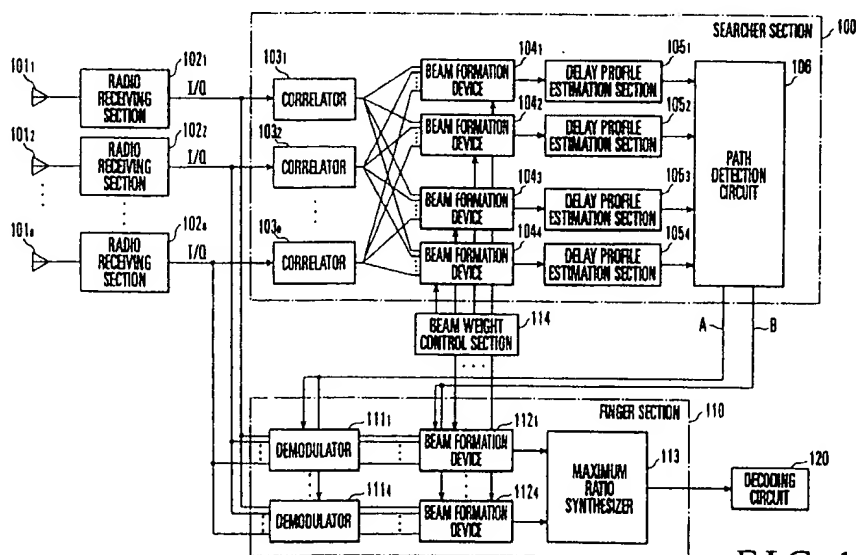 SEARCHER SECTION
100
101₁
102₁
RADIO
RECEIVING
SECTION
I/Q
103₁
CORRELATOR
104₁
BEAM FORMATION
DEVICE
105₁
DELAY PROFILE
ESTIMATION SECTION
106
PATH
DETECTION
CIRCUIT
101₂
102₂
RADIO
RECEIVING
SECTION
I/Q
103₂
CORRELATOR
104₂
BEAM FORMATION
DEVICE
105₂
DELAY PROFILE
ESTIMATION SECTION
104₃
BEAM FORMATION
DEVICE
105₃
DELAY PROFILE
ESTIMATION SECTION
RADIO
RECEIVING
SECTION
I/Q
CORRELATOR
104₄
BEAM FORMATION
DEVICE
105₄
DELAY PROFILE
ESTIMATION SECTION
BEAM WEIGHT
CONTROL SECTION
114
A
B
FINGER SECTION
110
111₁
DEMODULATOR
112₁
BEAM FORMATION
DEVICE
113
MAXIMUM
RATIO
SYNTHESIZER
120
DECODING
CIRCUIT
111₄
DEMODULATOR
112₄
BEAM FORMATION
DEVICE